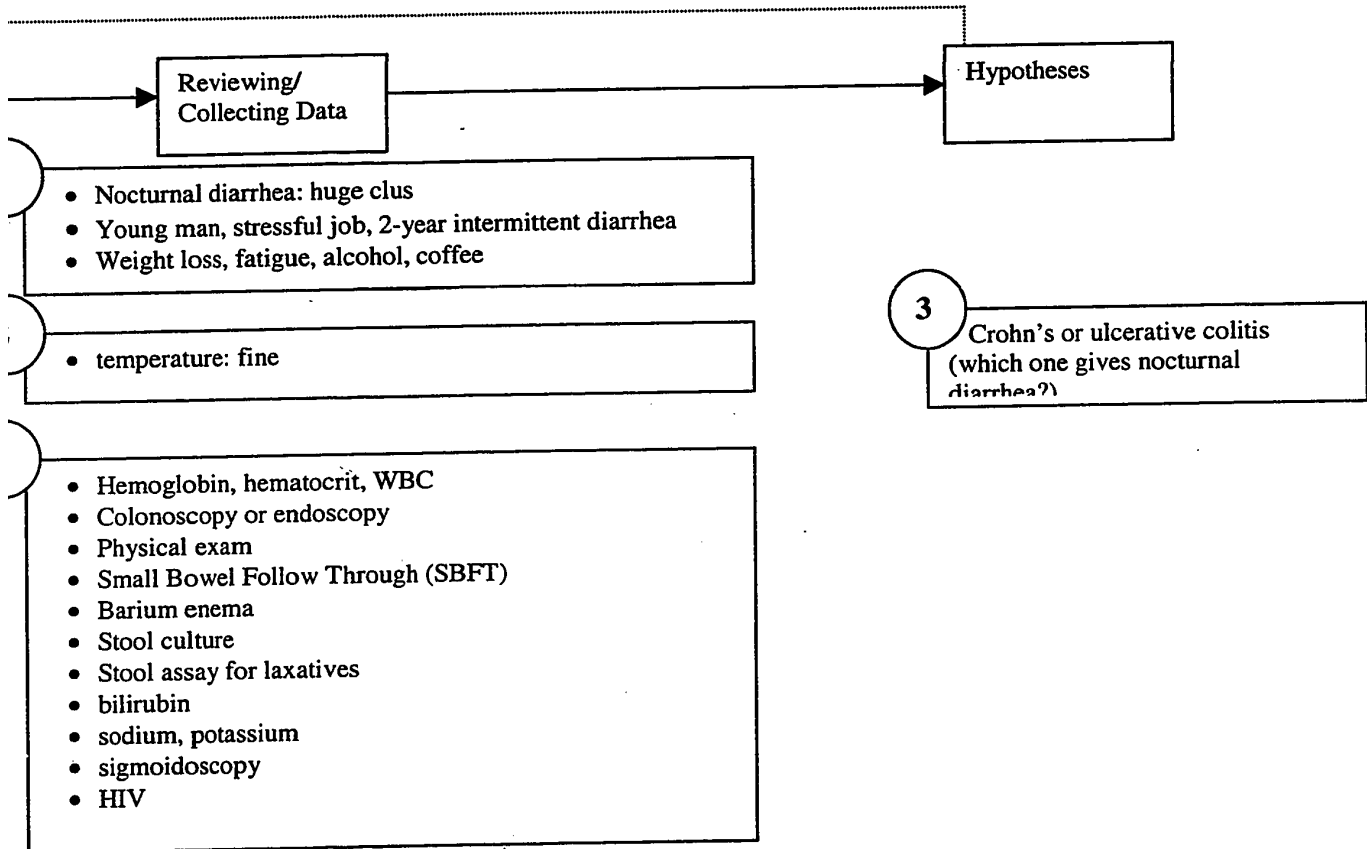 Reviewing/
Collecting Data
Hypotheses
• Nocturnal diarrhea: huge clus
• Young man, stressful job, 2-year intermittent diarrhea
• Weight loss, fatigue, alcohol, coffee
• temperature: fine
3
Crohn's or ulcerative colitis
(which one gives nocturnal
diarrhea?)
• Hemoglobin, hematocrit, WBC
• Colonoscopy or endoscopy
• Physical exam
• Small Bowel Follow Through (SBFT)
• Barium enema
• Stool culture
• Stool assay for laxatives
• bilirubin
• sodium, potassium
• sigmoidoscopy
• HIV